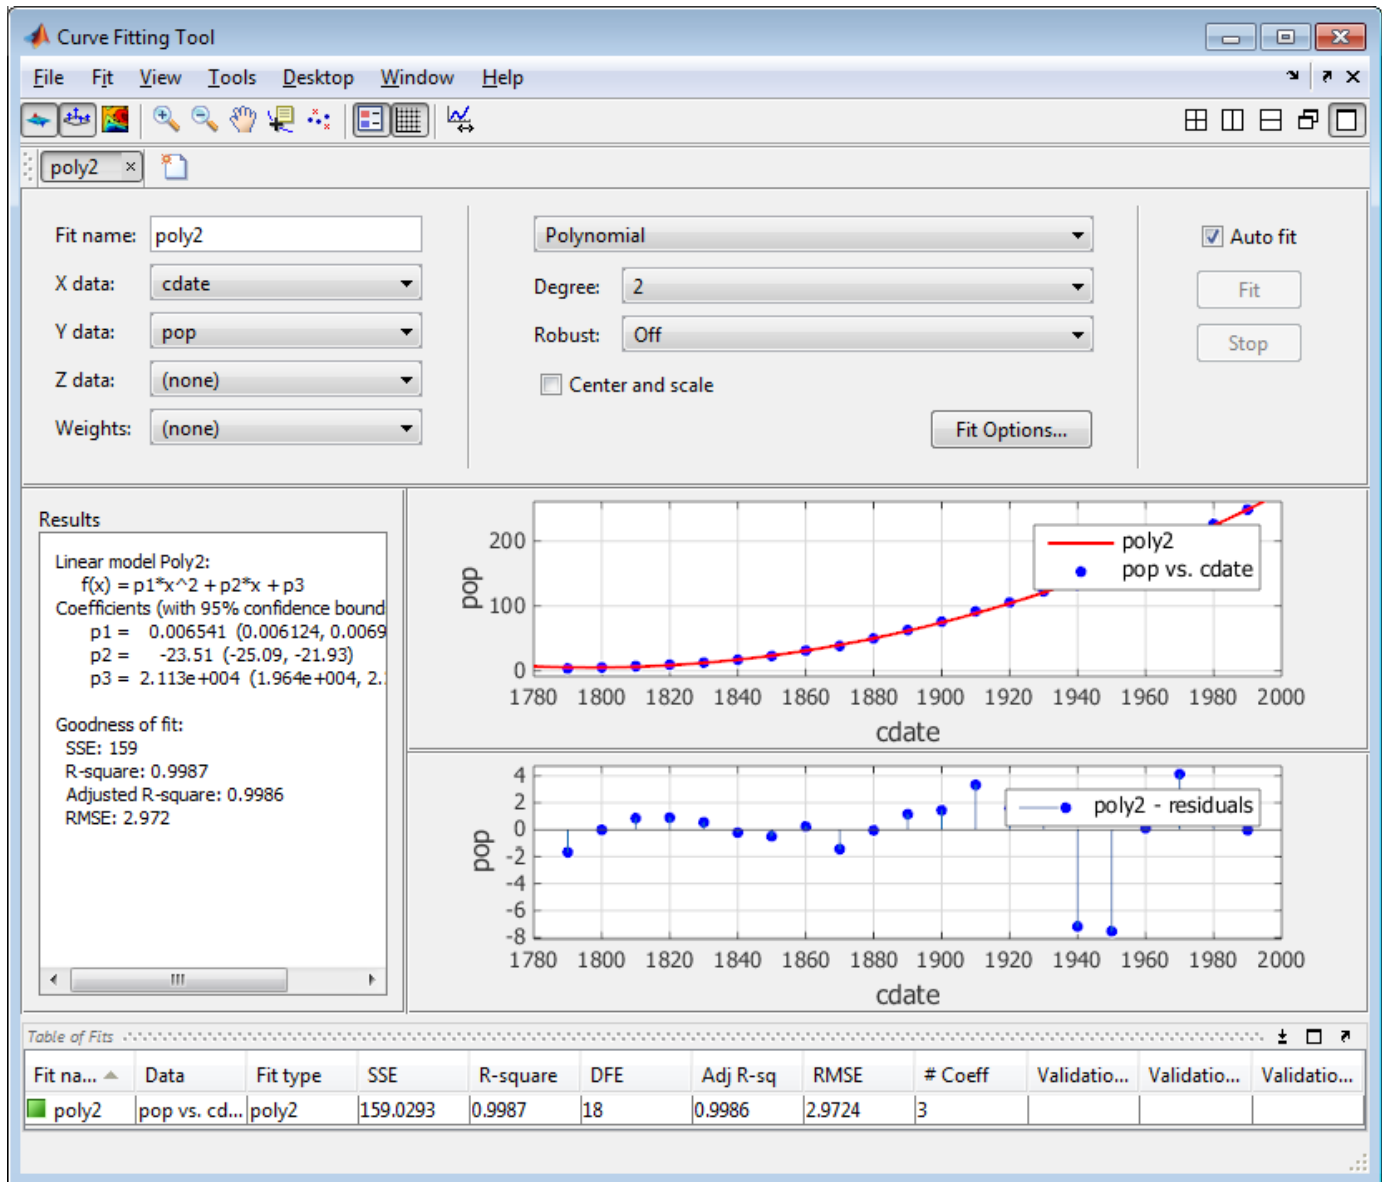 Curve Fitting Tool
File Fit View Tools Desktop Window Help
poly2
Fit name: poly2
X data: cdate
Y data: pop
Z data: (none)
Weights: (none)
Polynomial
Degree: 2
Robust: Off
Center and scale
Fit Options...
Auto fit
Fit
Stop
Results
Linear model Poly2:
f(x) = p1*x^2 + p2*x + p3
Coefficients (with 95% confidence bound
p1 = 0.006541 (0.006124, 0.0069
p2 = -23.51 (-25.09, -21.93)
p3 = 2.113e+004 (1.964e+004, 2.
Goodness of fit:
SSE: 159
R-square: 0.9987
Adjusted R-square: 0.9986
RMSE: 2.972
200
100
0
pop
poly2
pop vs. cdate
1780 1800 1820 1840 1860 1880 1900 1920 1940 1960 1980 2000
cdate
4
2
0
-2
-4
-6
-8
pop
poly2 - residuals
1780 1800 1820 1840 1860 1880 1900 1920 1940 1960 1980 2000
cdate
Table of Fits
Fit na... Data Fit type SSE R-square DFE Adj R-sq RMSE # Coeff Validatio... Validatio... Validatio...
poly2 pop vs. cd... poly2 159.0293 0.9987 18 0.9986 2.9724 3